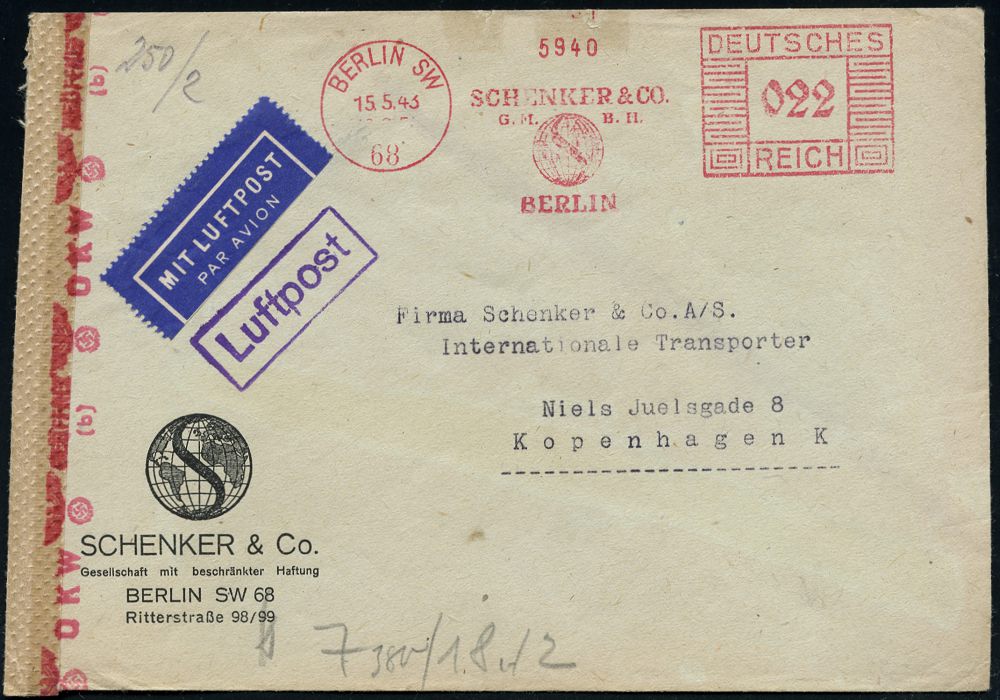 250/2
BERLIN SW
15.5.43
68
5940
SCHENKER & CO.
G.M. B.H.
BERLIN
DEUTSCHES
022
REICH
MIT LUFTPOST
PAR AVION
Luftpost
Firma Schenker & Co.A/S.
Internationale Transporter
Niels Juelsgade 8
Kopenhagen K
SCHENKER & Co.
Gesellschaft mit beschränkter Haftung
BERLIN SW 68
Ritterstraße 98/99
(b)
OKW
(b)
OKW